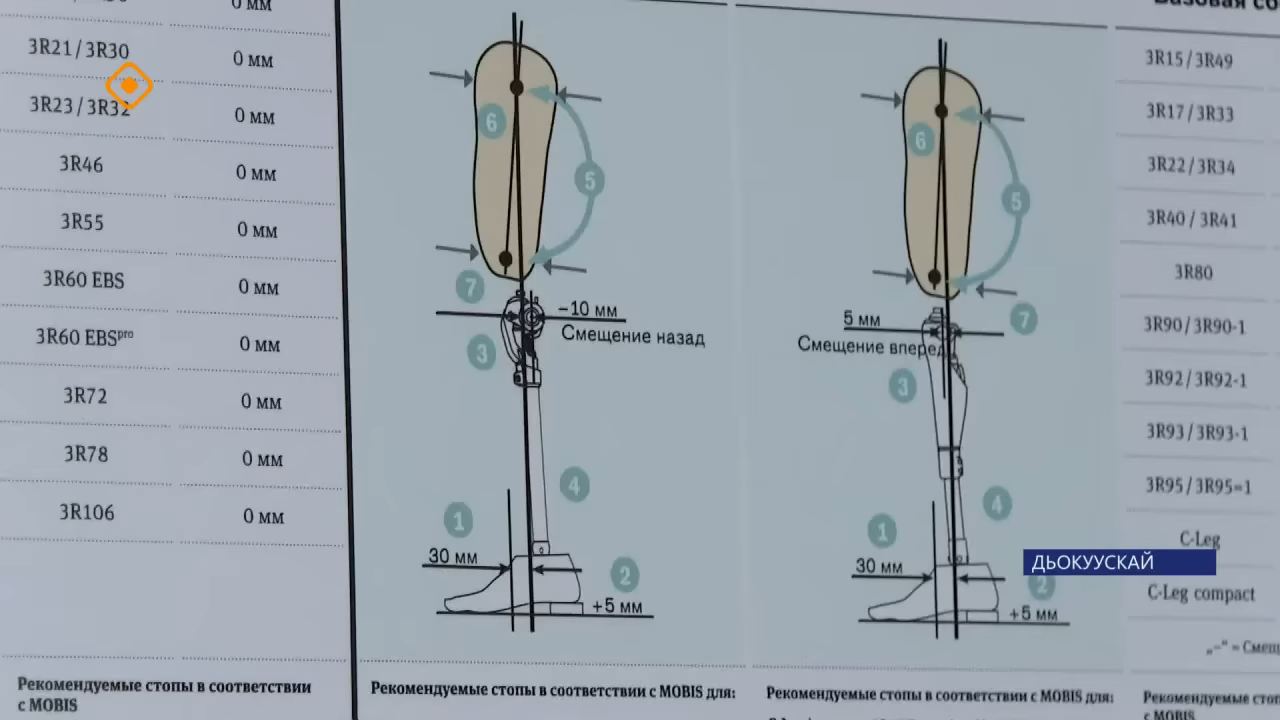 0 мм
3R21 / 3R30 0 мм
3R23 / 3R32 0 мм
3R46 0 мм
3R55 0 мм
3R60 EBS 0 мм
3R60 EBSpro 0 мм
3R72 0 мм
3R78 0 мм
3R106 0 мм
Рекомендуемые стопы в соответствии
с MOBIS
6
5
7
−10 мм
Смещение назад
3
4
1
30 мм
2
+5 мм
Рекомендуемые стопы в соответствии с MOBIS для:
6
5
7
5 мм
Смещение вперед
3
4
1
30 мм
2
+5 мм
Рекомендуемые стопы в соответствии с MOBIS для:
Базовая
3R15 / 3R49
3R17 / 3R33
3R22 / 3R34
3R40 / 3R41
3R80
3R90 / 3R90-1
3R92 / 3R92-1
3R93 / 3R93-1
3R95 / 3R95=1
C-Leg
ДЬОКУУСКАЙ
C-Leg compact
„−“ =
Рекомендуемые
с MOBIS